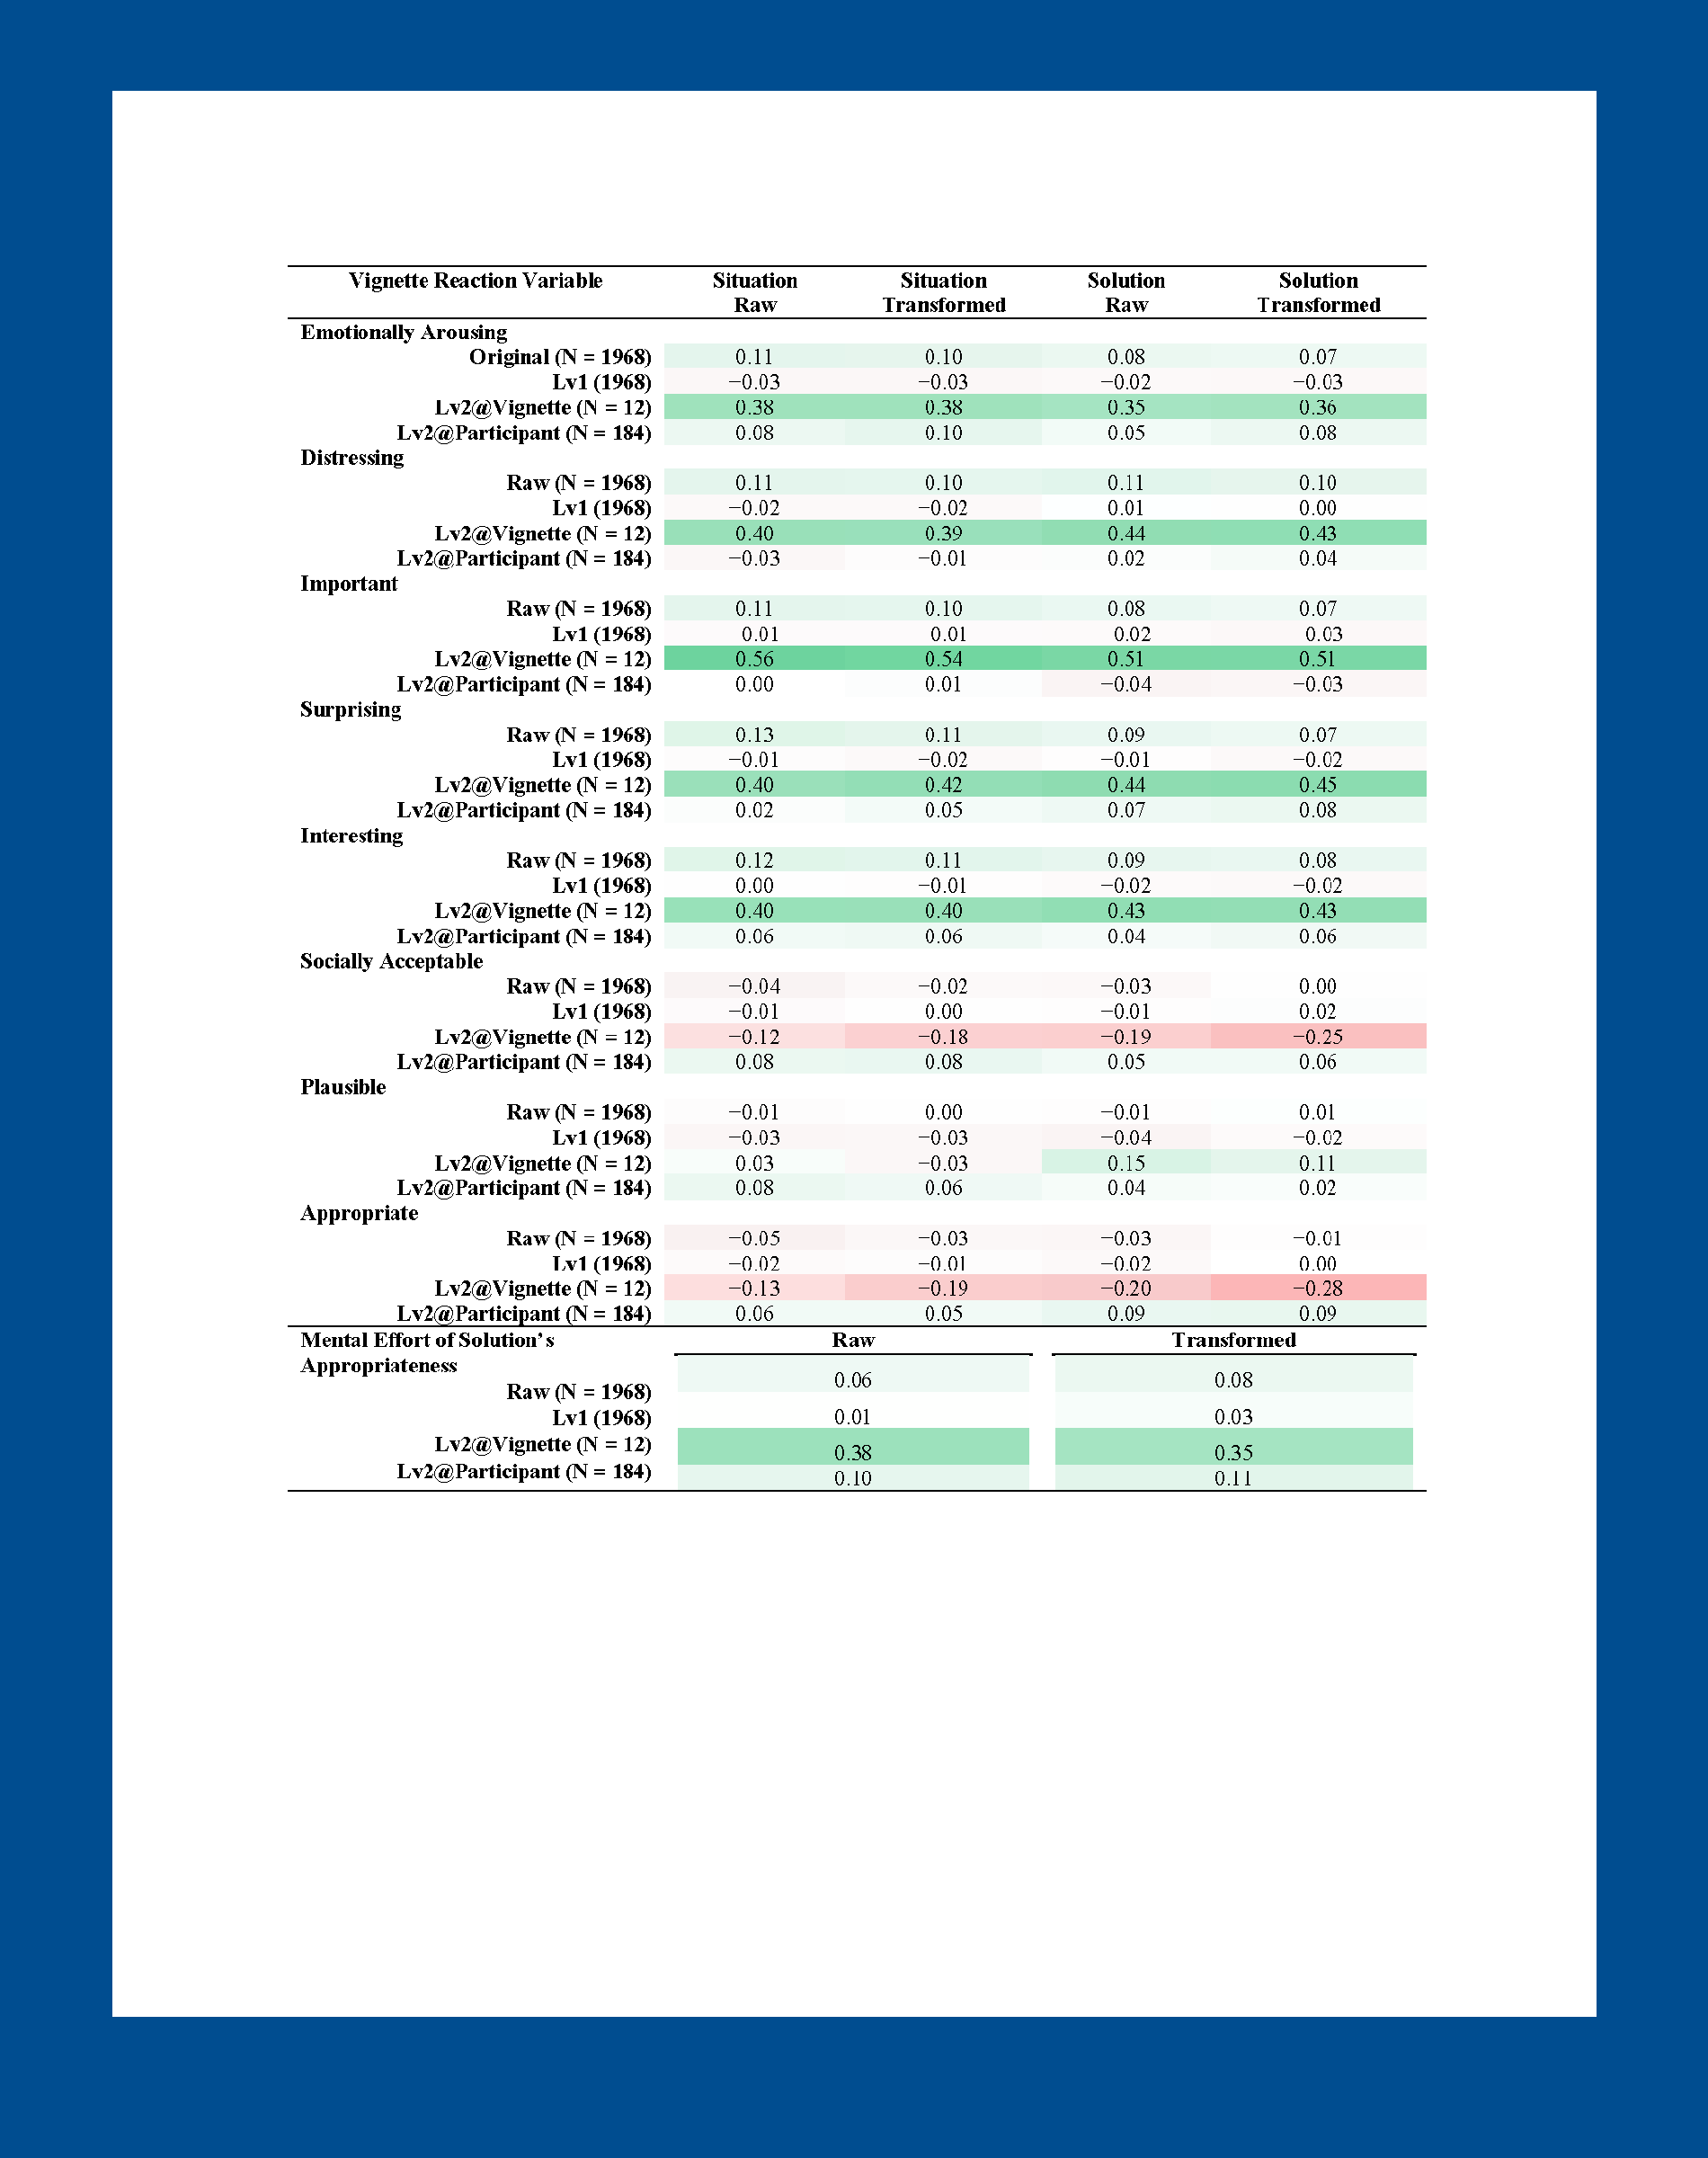 Vignette Reaction Variable Situation Raw Situation Transformed Solution Raw Solution Transformed
Emotionally Arousing
Original (N = 1968) 0.11 0.10 0.08 0.07
Lv1 (1968) −0.03 −0.03 −0.02 −0.03
Lv2@Vignette (N = 12) 0.38 0.38 0.35 0.36
Lv2@Participant (N = 184) 0.08 0.10 0.05 0.08
Distressing
Raw (N = 1968) 0.11 0.10 0.11 0.10
Lv1 (1968) −0.02 −0.02 0.01 0.00
Lv2@Vignette (N = 12) 0.40 0.39 0.44 0.43
Lv2@Participant (N = 184) −0.03 −0.01 0.02 0.04
Important
Raw (N = 1968) 0.11 0.10 0.08 0.07
Lv1 (1968) 0.01 0.01 0.02 0.03
Lv2@Vignette (N = 12) 0.56 0.54 0.51 0.51
Lv2@Participant (N = 184) 0.00 0.01 −0.04 −0.03
Surprising
Raw (N = 1968) 0.13 0.11 0.09 0.07
Lv1 (1968) −0.01 −0.02 −0.01 −0.02
Lv2@Vignette (N = 12) 0.40 0.42 0.44 0.45
Lv2@Participant (N = 184) 0.02 0.05 0.07 0.08
Interesting
Raw (N = 1968) 0.12 0.11 0.09 0.08
Lv1 (1968) 0.00 −0.01 −0.02 −0.02
Lv2@Vignette (N = 12) 0.40 0.40 0.43 0.43
Lv2@Participant (N = 184) 0.06 0.06 0.04 0.06
Socially Acceptable
Raw (N = 1968) −0.04 −0.02 −0.03 0.00
Lv1 (1968) −0.01 0.00 −0.01 0.02
Lv2@Vignette (N = 12) −0.12 −0.18 −0.19 −0.25
Lv2@Participant (N = 184) 0.08 0.08 0.05 0.06
Plausible
Raw (N = 1968) −0.01 0.00 −0.01 0.01
Lv1 (1968) −0.03 −0.03 −0.04 −0.02
Lv2@Vignette (N = 12) 0.03 −0.03 0.15 0.11
Lv2@Participant (N = 184) 0.08 0.06 0.04 0.02
Appropriate
Raw (N = 1968) −0.05 −0.03 −0.03 −0.01
Lv1 (1968) −0.02 −0.01 −0.02 0.00
Lv2@Vignette (N = 12) −0.13 −0.19 −0.20 −0.28
Lv2@Participant (N = 184) 0.06 0.05 0.09 0.09
Mental Effort of Solution's Raw Transformed
Appropriateness
Raw (N = 1968) 0.06 0.08
Lv1 (1968) 0.01 0.03
Lv2@Vignette (N = 12) 0.38 0.35
Lv2@Participant (N = 184) 0.10 0.11